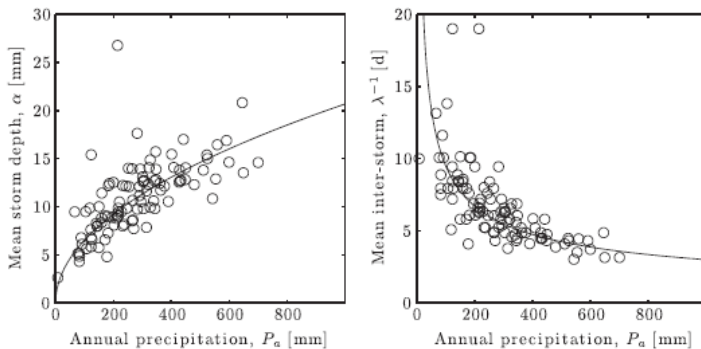 30
25
20
15
10
5
0
Mean storm depth, α [mm]
0 200 400 600 800
Annual precipitation, Pₐ [mm]
20
15
10
5
0
Mean inter-storm, λ⁻¹ [d]
0 200 400 600 800
Annual precipitation, Pₐ [mm]